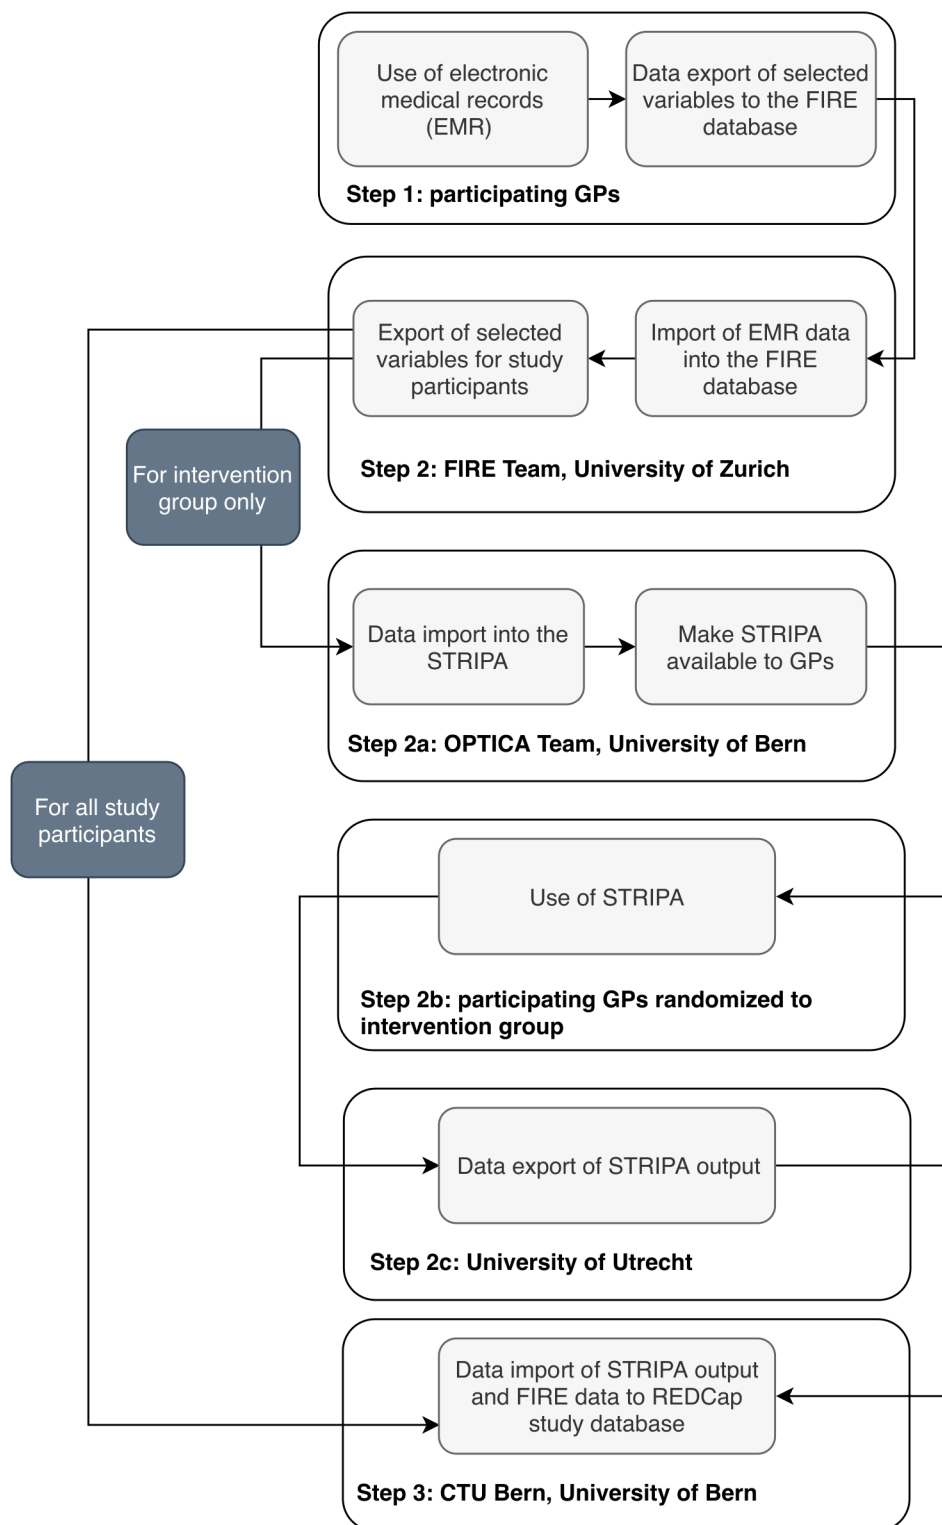 Use of electronic
medical records
(EMR)
Data export of selected
variables to the FIRE
database
Step 1: participating GPs
Export of selected
variables for study
participants
Import of EMR data
into the FIRE
database
Step 2: FIRE Team, University of Zurich
For intervention
group only
Data import into the
STRIPA
Make STRIPA
available to GPs
Step 2a: OPTICA Team, University of Bern
For all study
participants
Use of STRIPA
Step 2b: participating GPs randomized to
intervention group
Data export of STRIPA output
Step 2c: University of Utrecht
Data import of STRIPA output
and FIRE data to REDCap
study database
Step 3: CTU Bern, University of Bern